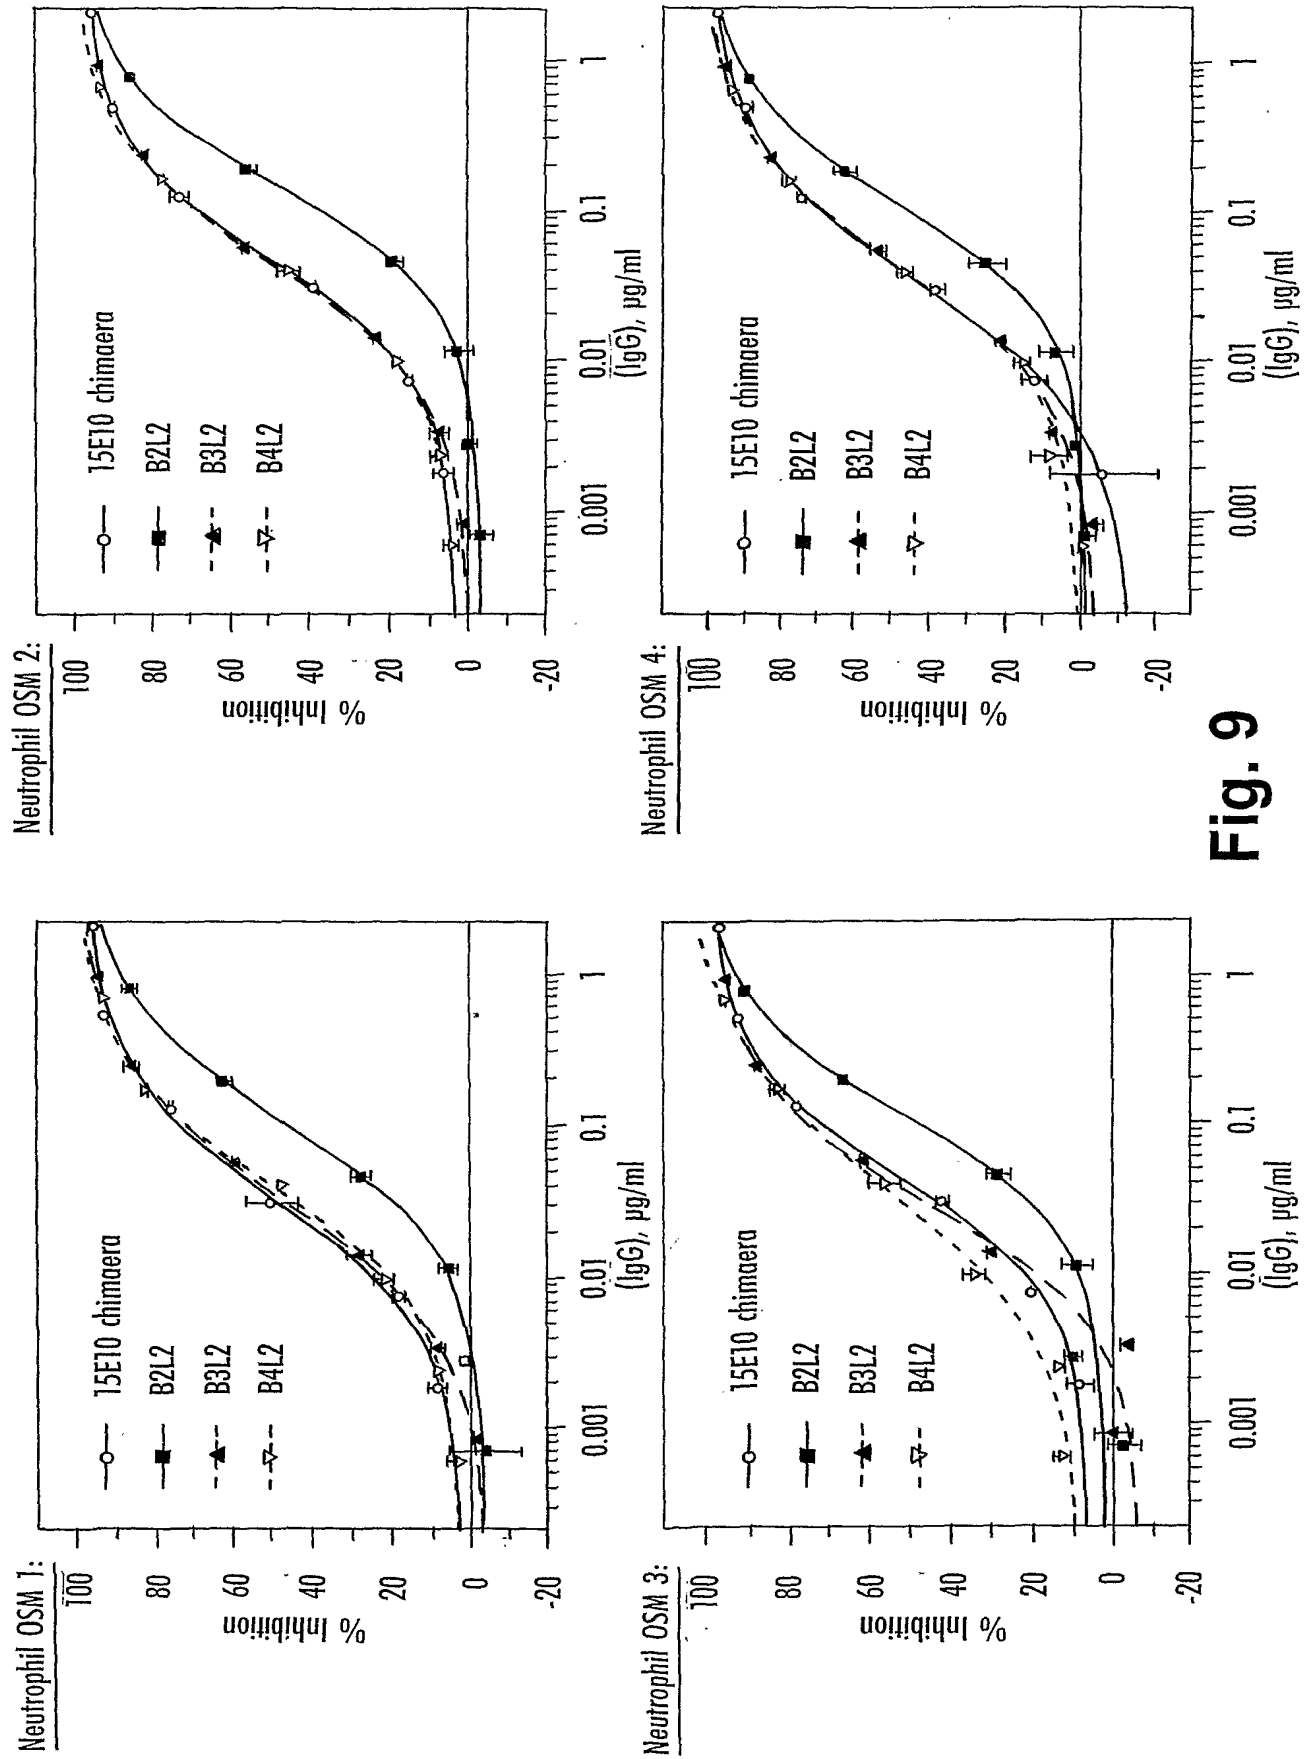 Neutrophil OSM 1:
% Inhibition
100
80
60
40
20
0
-20
15E10 chimaera
B2L2
B3L2
B4L2
0.001
0.01
0.1
1
(IgG), µg/ml
Neutrophil OSM 2:
% Inhibition
100
80
60
40
20
0
-20
15E10 chimaera
B2L2
B3L2
B4L2
0.001
0.01
0.1
1
(IgG), µg/ml
Neutrophil OSM 3:
% Inhibition
100
80
60
40
20
0
-20
15E10 chimaera
B2L2
B3L2
B4L2
0.001
0.01
0.1
1
(IgG), µg/ml
Neutrophil OSM 4:
% Inhibition
100
80
60
40
20
0
-20
15E10 chimaera
B2L2
B3L2
B4L2
0.001
0.01
0.1
1
(IgG), µg/ml
Fig. 9